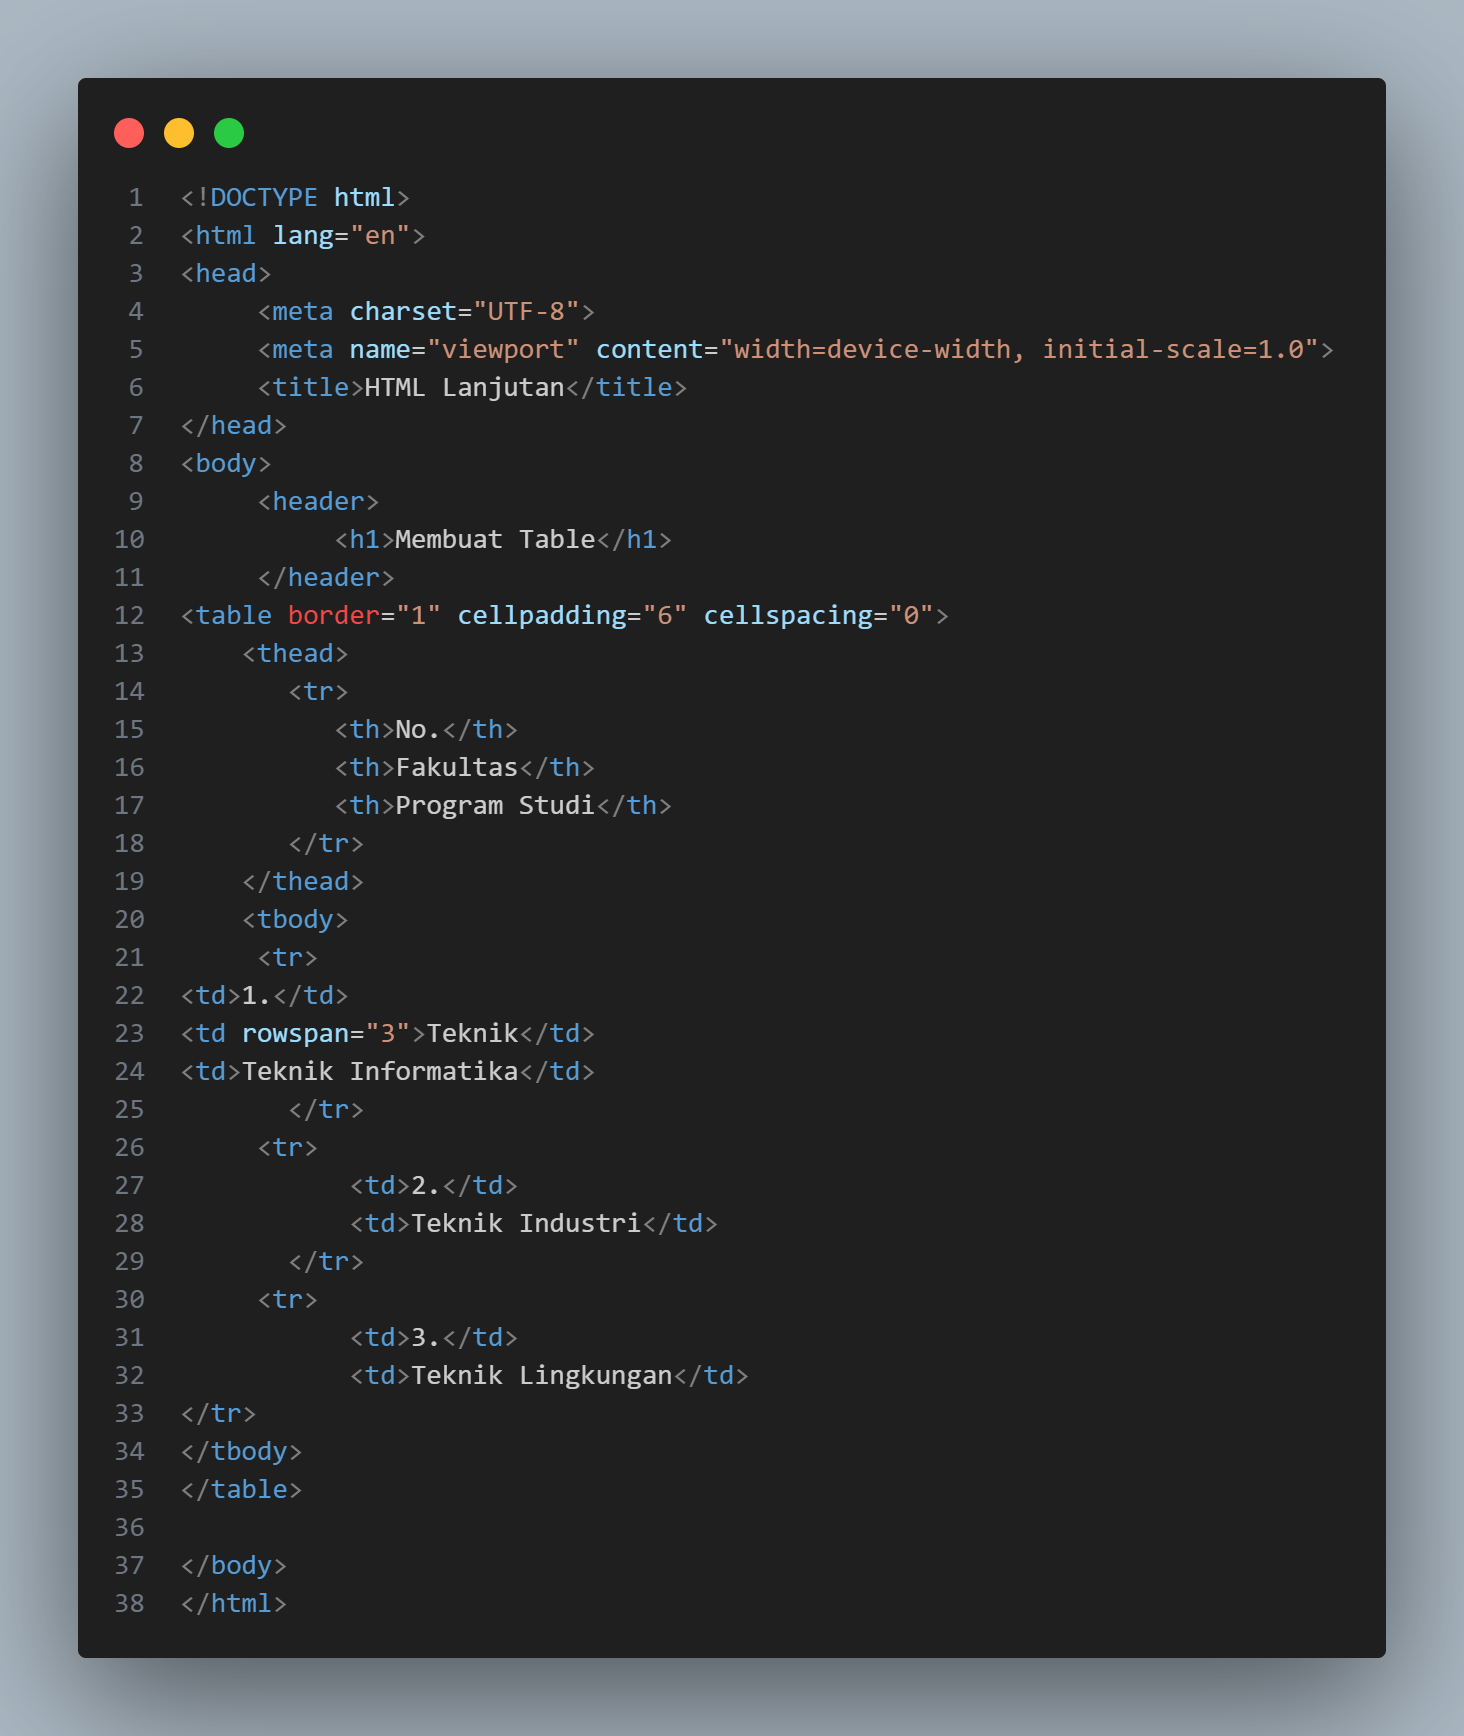 1 <!DOCTYPE html>
2 <html lang="en">
3 <head>
4      <meta charset="UTF-8">
5      <meta name="viewport" content="width=device-width, initial-scale=1.0">
6      <title>HTML Lanjutan</title>
7 </head>
8 <body>
9      <header>
10           <h1>Membuat Table</h1>
11      </header>
12 <table border="1" cellpadding="6" cellspacing="0">
13     <thead>
14        <tr>
15           <th>No.</th>
16           <th>Fakultas</th>
17           <th>Program Studi</th>
18        </tr>
19     </thead>
20     <tbody>
21      <tr>
22 <td>1.</td>
23 <td rowspan="3">Teknik</td>
24 <td>Teknik Informatika</td>
25        </tr>
26      <tr>
27            <td>2.</td>
28            <td>Teknik Industri</td>
29        </tr>
30      <tr>
31            <td>3.</td>
32            <td>Teknik Lingkungan</td>
33 </tr>
34 </tbody>
35 </table>
36
37 </body>
38 </html>